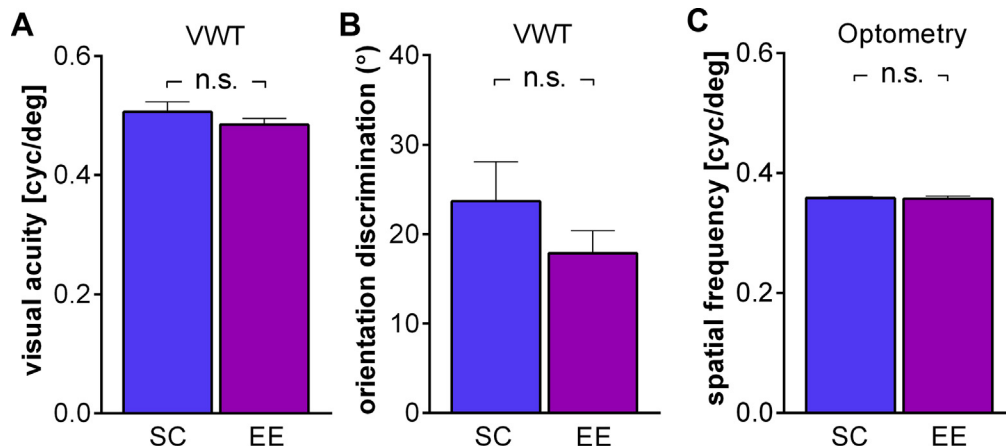 A
VWT
visual acuity [cyc/deg]
0.6
0.4
0.2
0.0
n.s.
SC EE
B
VWT
orientation discrimination (°)
40
30
20
10
0
n.s.
SC EE
C
Optometry
spatial frequency [cyc/deg]
0.6
0.4
0.2
0.0
n.s.
SC EE